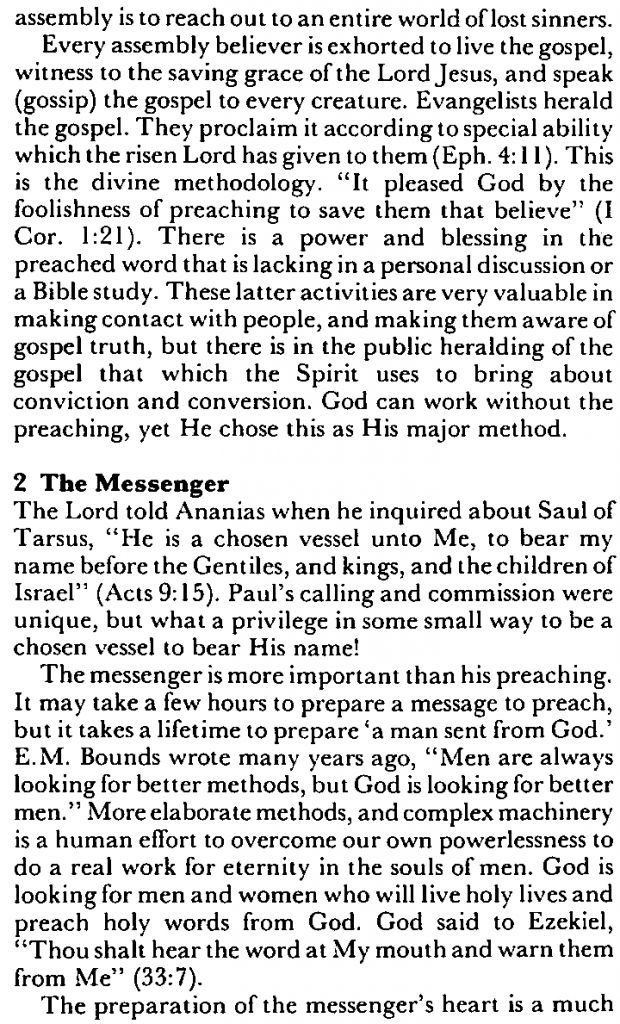 assembly is to reach out to an entire world of lost sinners.
Every assembly believer is exhorted to live the gospel,
witness to the saving grace of the Lord Jesus, and speak
(gossip) the gospel to every creature. Evangelists herald
the gospel. They proclaim it according to special ability
which the risen Lord has given to them (Eph. 4:11). This
is the divine methodology. “It pleased God by the
foolishness of preaching to save them that believe” (I
Cor. 1:21). There is a power and blessing in the
preached word that is lacking in a personal discussion or
a Bible study. These latter activities are very valuable in
making contact with people, and making them aware of
gospel truth, but there is in the public heralding of the
gospel that which the Spirit uses to bring about
conviction and conversion. God can work without the
preaching, yet He chose this as His major method.
2 The Messenger
The Lord told Ananias when he inquired about Saul of
Tarsus, “He is a chosen vessel unto Me, to bear my
name before the Gentiles, and kings, and the children of
Israel” (Acts 9:15). Paul’s calling and commission were
unique, but what a privilege in some small way to be a
chosen vessel to bear His name!
The messenger is more important than his preaching.
It may take a few hours to prepare a message to preach,
but it takes a lifetime to prepare ‘a man sent from God.’
E.M. Bounds wrote many years ago, “Men are always
looking for better methods, but God is looking for better
men.” More elaborate methods, and complex machinery
is a human effort to overcome our own powerlessness to
do a real work for eternity in the souls of men. God is
looking for men and women who will live holy lives and
preach holy words from God. God said to Ezekiel,
“Thou shalt hear the word at My mouth and warn them
from Me” (33:7).
The preparation of the messenger’s heart is a much